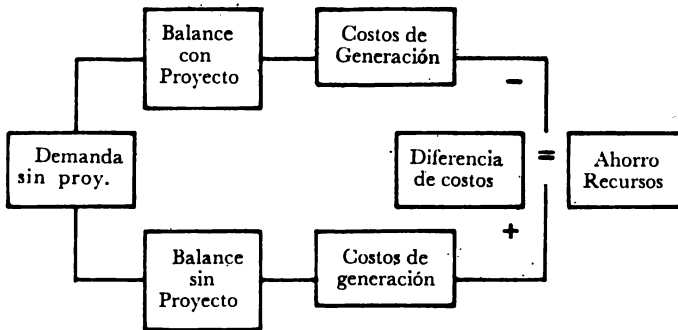 Balance
con
Proyecto
Costos de
Generación
−
Demanda
sin proy.
Diferencia
de costos
=
Ahorro
Recursos
+
Balance
sin
Proyecto
Costos de
generación